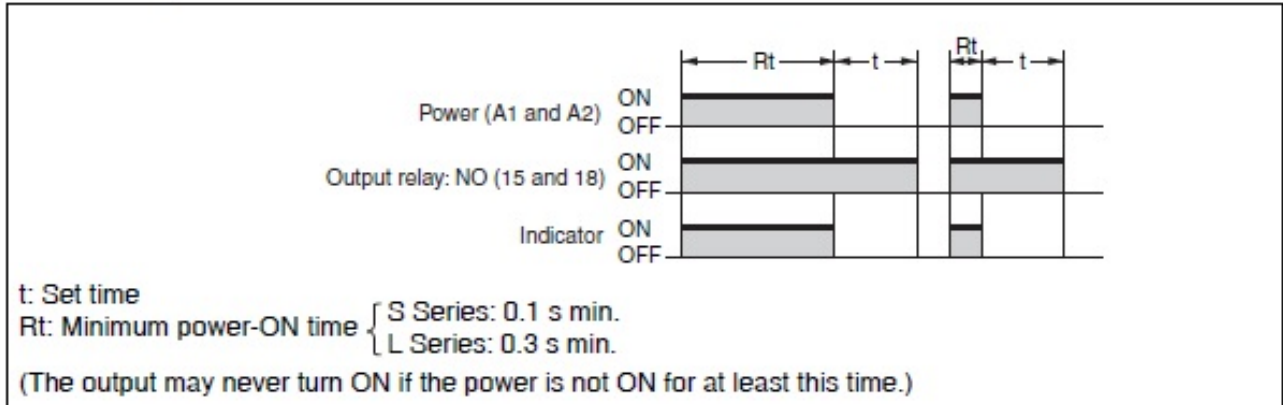 Rt t Rt t
Power (A1 and A2) ON
OFF
Output relay: NO (15 and 18) ON
OFF
Indicator ON
OFF
t: Set time
Rt: Minimum power-ON time { S Series: 0.1 s min.
L Series: 0.3 s min.
(The output may never turn ON if the power is not ON for at least this time.)